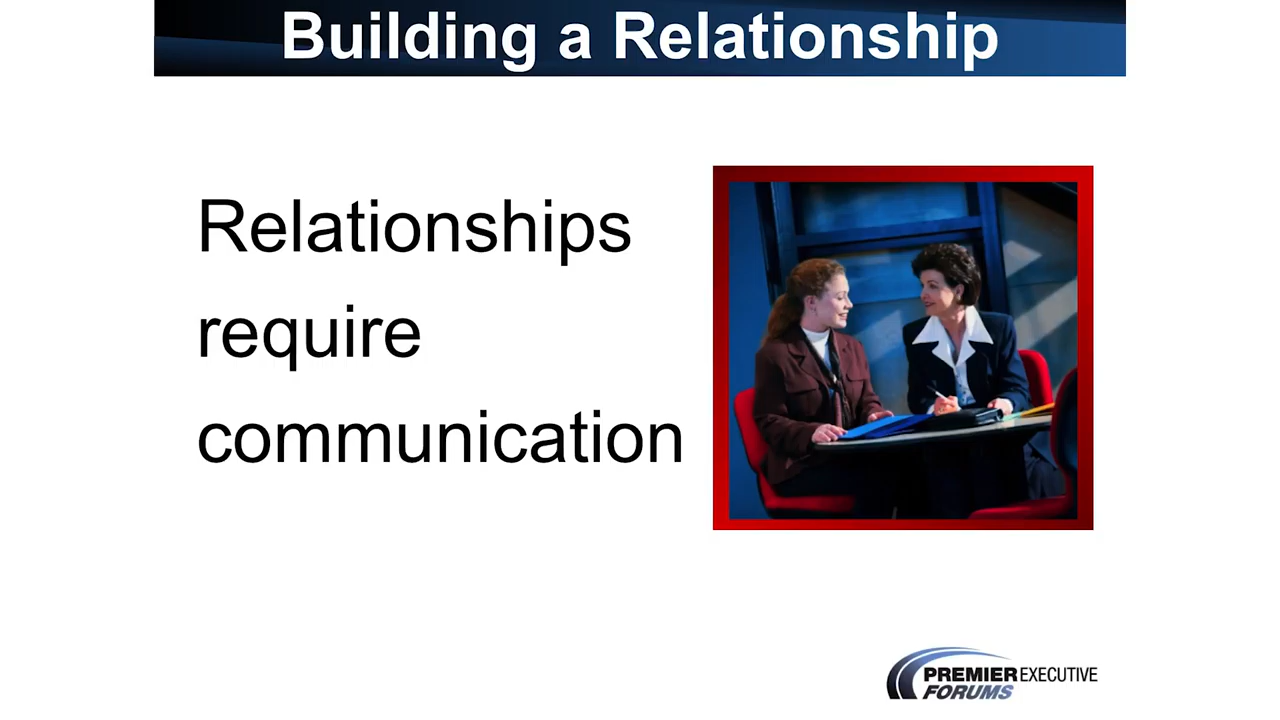 Building a Relationship
Relationships
require
communication
PREMIER EXECUTIVE
FORUMS